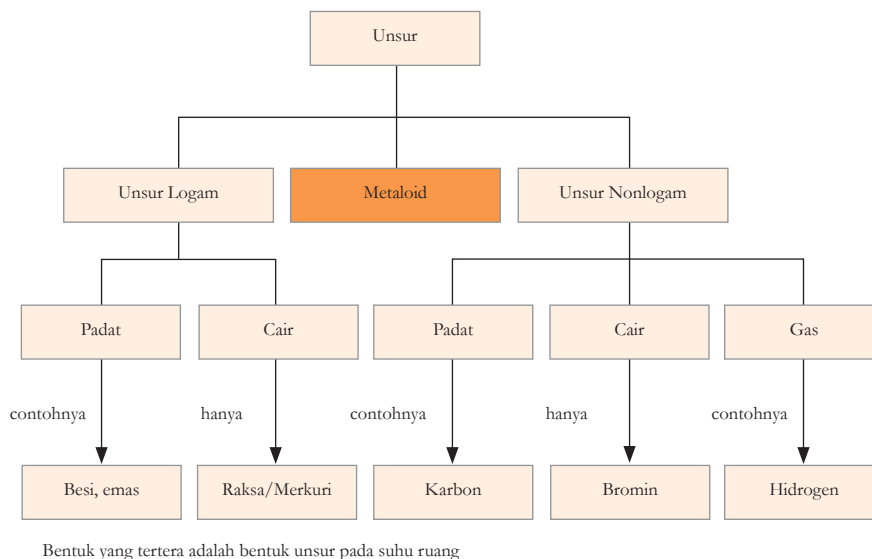 Unsur
Unsur Logam
Metaloid
Unsur Nonlogam
Padat
Cair
Padat
Cair
Gas
contohnya
hanya
contohnya
hanya
contohnya
Besi, emas
Raksa/Merkuri
Karbon
Bromin
Hidrogen
Bentuk yang tertera adalah bentuk unsur pada suhu ruang